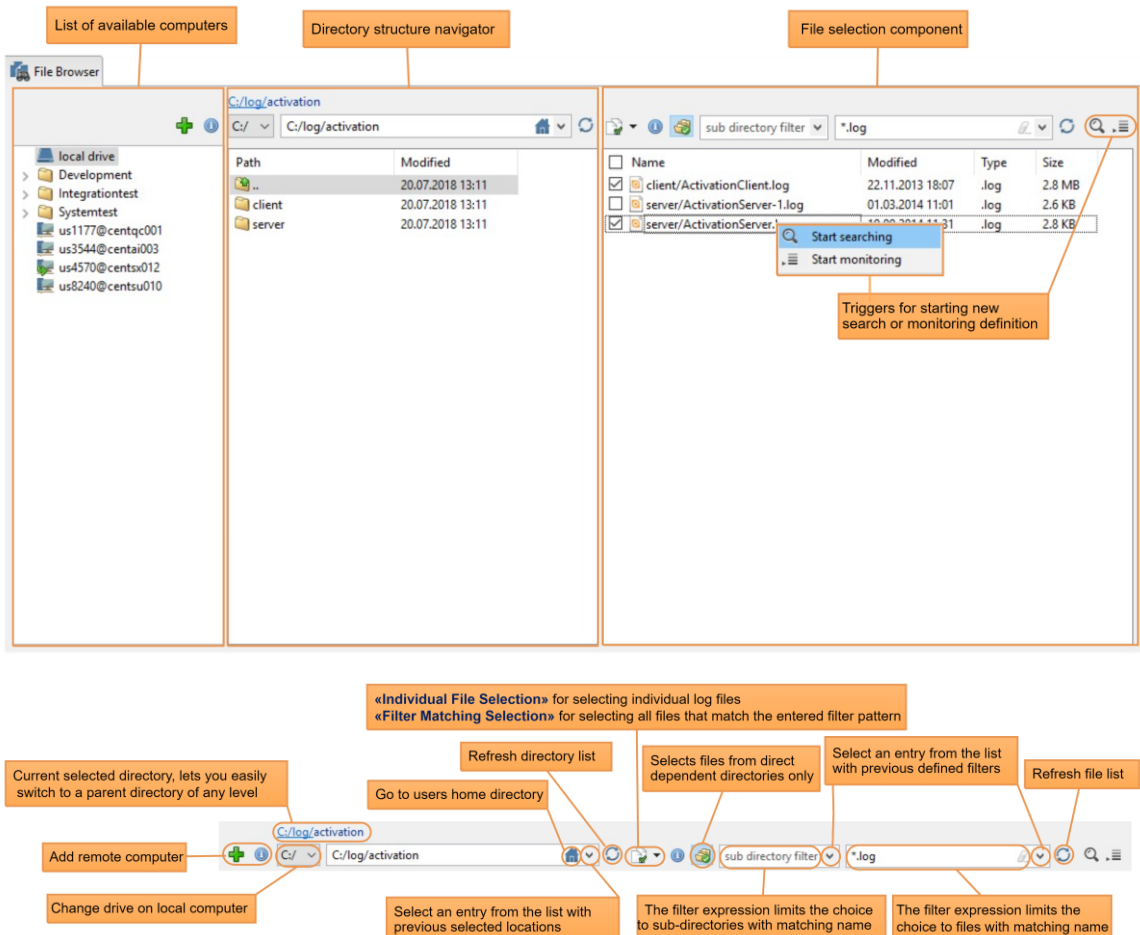 List of available computers
Directory structure navigator
File selection component
File Browser
C:/log/activation
C:/
C:/log/activation
sub directory filter
*.log
local drive
Development
Integrationtest
Systemtest
us1177@centqc001
us3544@centai003
us4570@centsx012
us8240@centsu010
Path Modified
.. 20.07.2018 13:11
client 20.07.2018 13:11
server 20.07.2018 13:11
Name Modified Type Size
client/ActivationClient.log 22.11.2013 18:07 .log 2.8 MB
server/ActivationServer-1.log 01.03.2014 11:01 .log 2.6 KB
server/ActivationServer. .log 2.8 KB
Start searching
Start monitoring
Triggers for starting new
search or monitoring definition
«Individual File Selection» for selecting individual log files
«Filter Matching Selection» for selecting all files that match the entered filter pattern
Current selected directory, lets you easily
switch to a parent directory of any level
Refresh directory list
Go to users home directory
Selects files from direct
dependent directories only
Select an entry from the list
with previous defined filters
Refresh file list
C:/log/activation
Add remote computer
C:/
C:/log/activation
sub directory filter
*.log
Change drive on local computer
Select an entry from the list with
previous selected locations
The filter expression limits the choice
to sub-directories with matching name
The filter expression limits the
choice to files with matching name